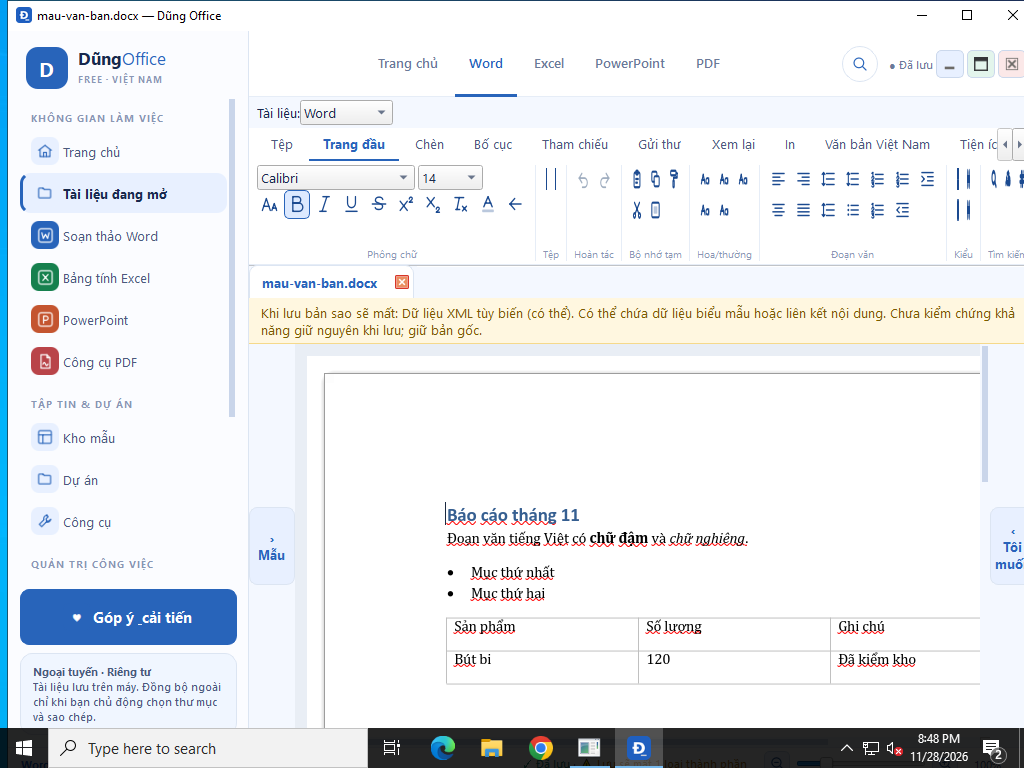 mau-van-ban.docx — Dũng Office
D
DũngOffice
FREE · VIỆT NAM
Trang chủ
Word
Excel
PowerPoint
PDF
● Đã lưu
KHÔNG GIAN LÀM VIỆC
Trang chủ
Tài liệu đang mở
Soạn thảo Word
Bảng tính Excel
PowerPoint
Công cụ PDF
TẬP TIN & DỰ ÁN
Kho mẫu
Dự án
Công cụ
QUẢN TRỊ CÔNG VIỆC
♥ Góp ý _cải tiến
Ngoại tuyến · Riêng tư
Tài liệu lưu trên máy. Đồng bộ ngoài
chỉ khi bạn chủ động chọn thư mục
và sao chép.
Tài liệu: Word
Tệp
Trang đầu
Chèn
Bố cục
Tham chiếu
Gửi thư
Xem lại
In
Văn bản Việt Nam
Tiện íc
Calibri
14
Phông chữ
Tệp
Hoàn tác
Bộ nhớ tạm
Hoa/thường
Đoạn văn
Kiểu
Tìm kiếm
mau-van-ban.docx
Khi lưu bản sao sẽ mất: Dữ liệu XML tùy biến (có thể). Có thể chứa dữ liệu biểu mẫu hoặc liên kết nội dung. Chưa kiểm chứng khả
năng giữ nguyên khi lưu; giữ bản gốc.
› Mẫu
‹ Tôi
muố
Báo cáo tháng 11
Đoạn văn tiếng Việt có chữ đậm và chữ nghiêng.
• Mục thứ nhất
• Mục thứ hai
Sản phẩm Số lượng Ghi chú
Bút bi 120 Đã kiểm kho
Type here to search
8:48 PM
11/28/2026
2